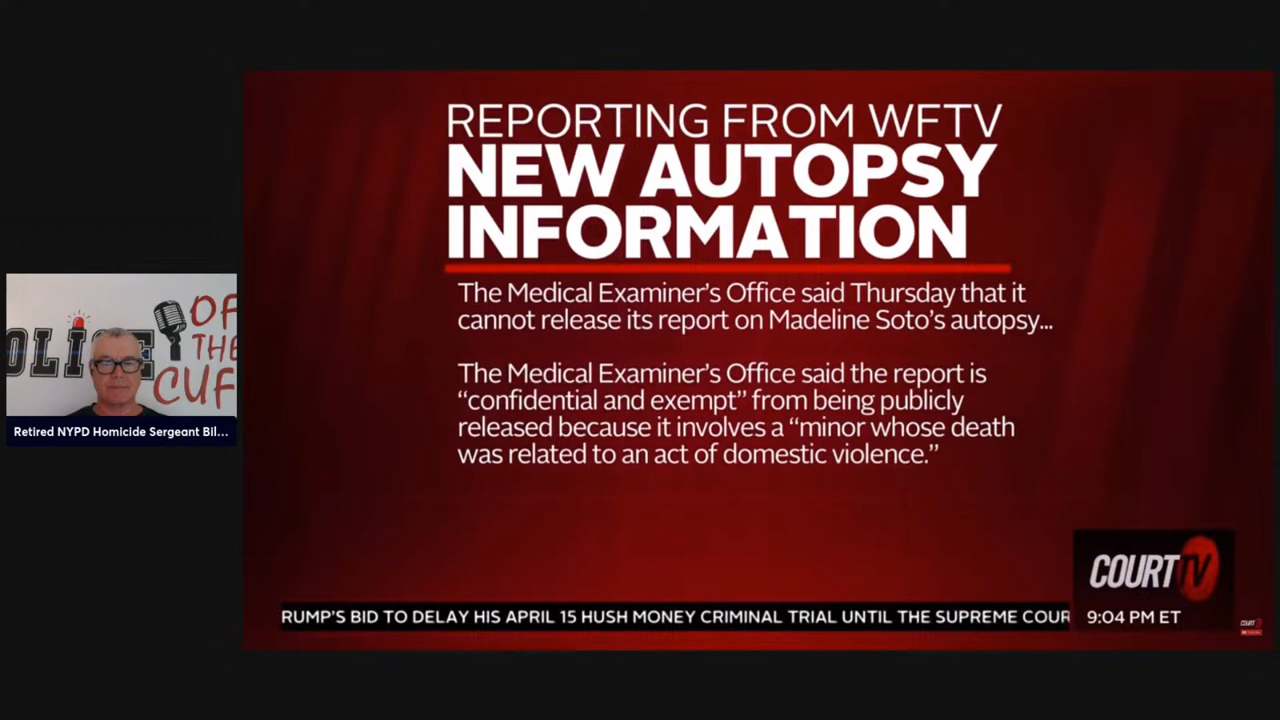 REPORTING FROM WFTV
NEW AUTOPSY
INFORMATION
The Medical Examiner's Office said Thursday that it
cannot release its report on Madeline Soto's autopsy...
The Medical Examiner's Office said the report is
“confidential and exempt” from being publicly
released because it involves a “minor whose death
was related to an act of domestic violence.”
OLICE
OF
THE
CUF
Retired NYPD Homicide Sergeant Bil...
COURT TV
RUMP'S BID TO DELAY HIS APRIL 15 HUSH MONEY CRIMINAL TRIAL UNTIL THE SUPREME COUR
9:04 PM ET
COURT